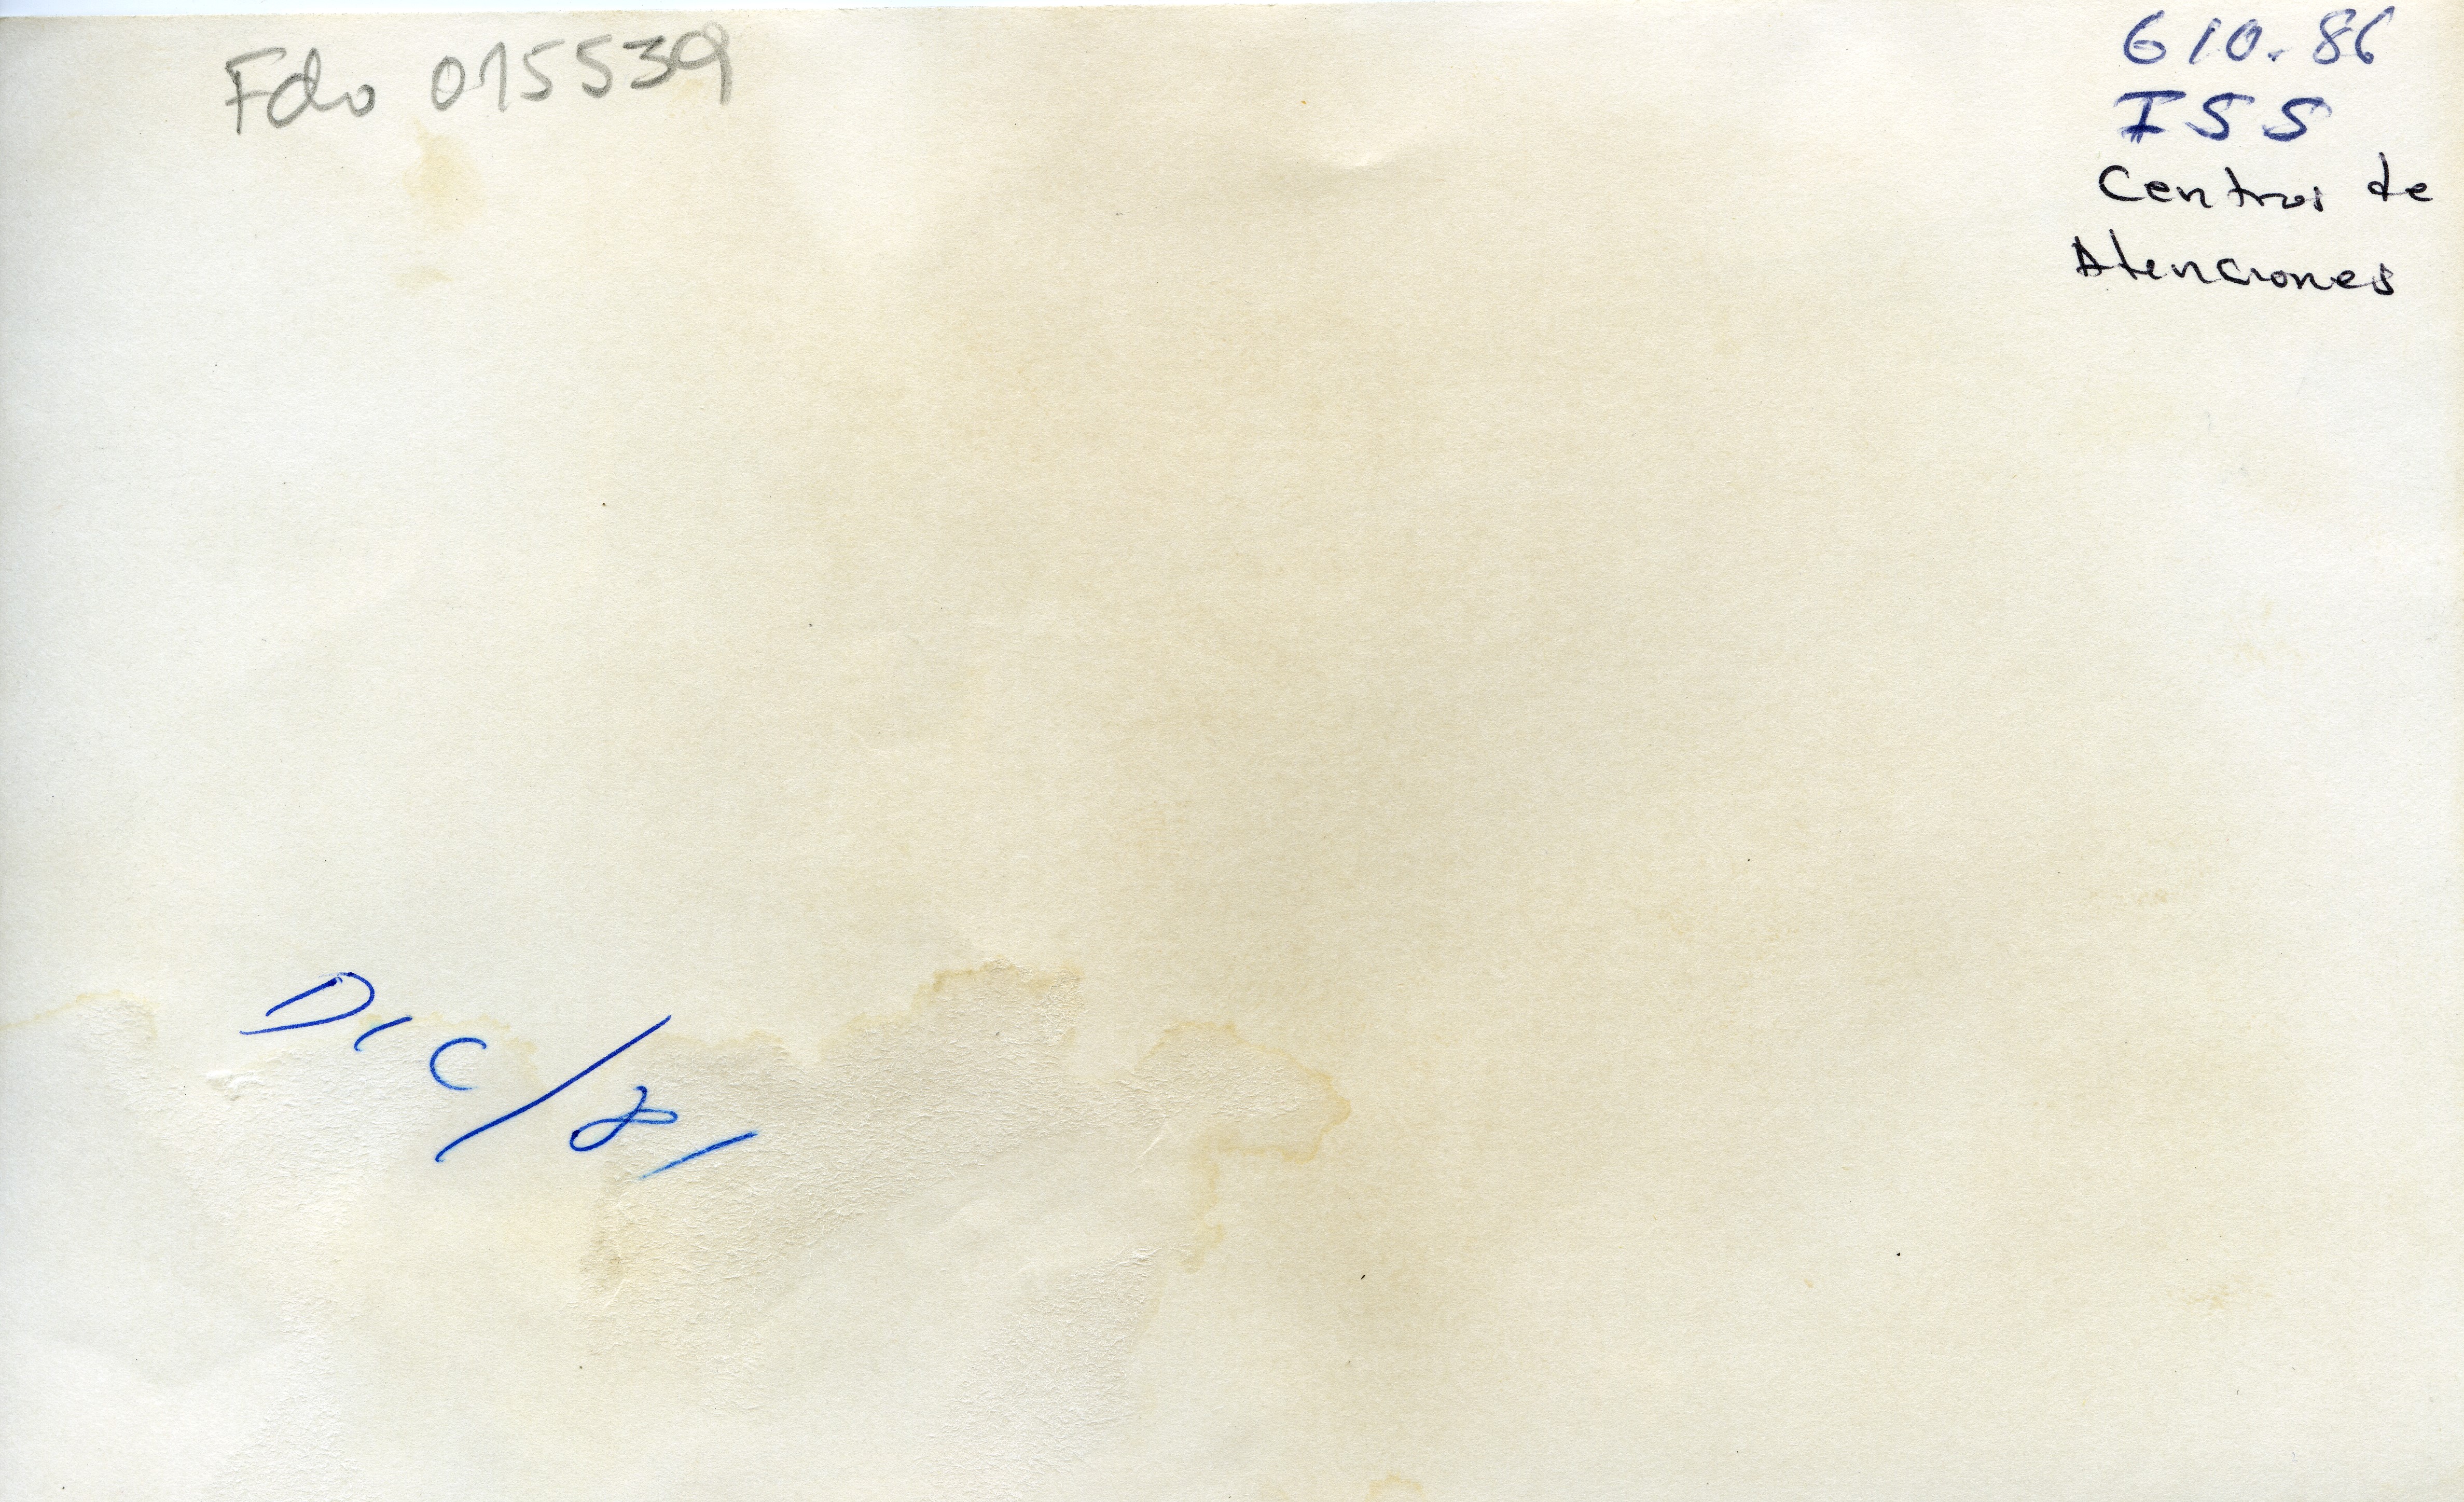 Fdo 015539
610.86
ISS
Centros de
Atenciones
DIC/81